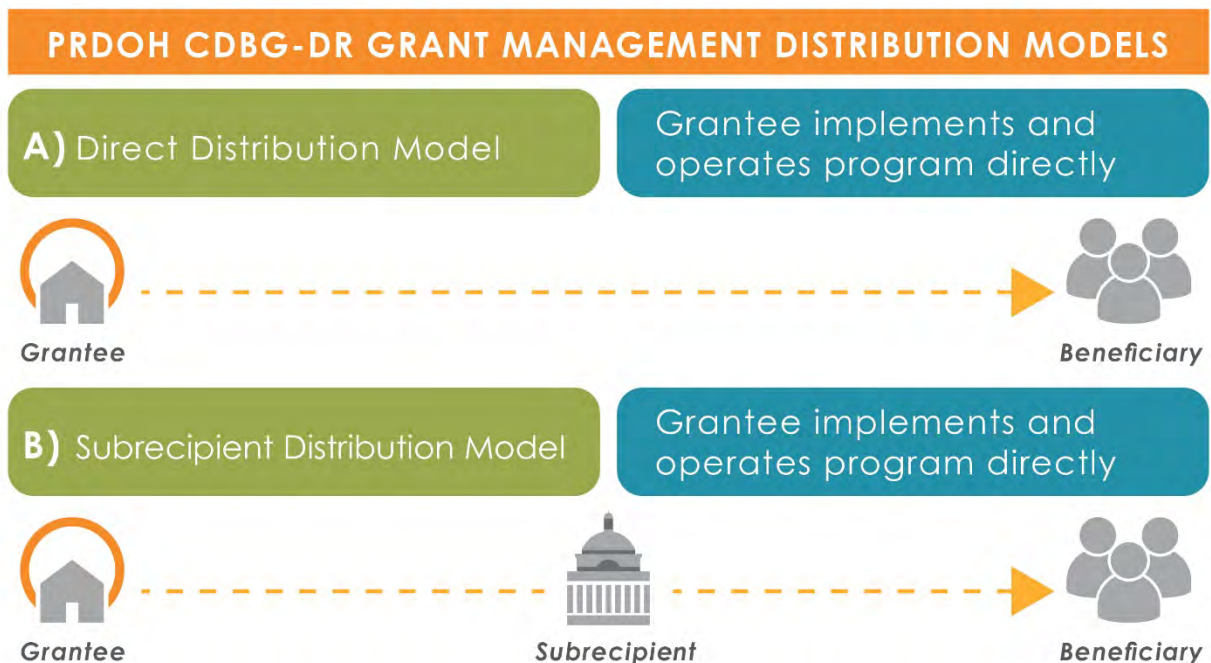 PRDOH CDBG-DR GRANT MANAGEMENT DISTRIBUTION MODELS
A) Direct Distribution Model
Grantee implements and
operates program directly
Grantee
Beneficiary
B) Subrecipient Distribution Model
Grantee implements and
operates program directly
Grantee
Subrecipient
Beneficiary